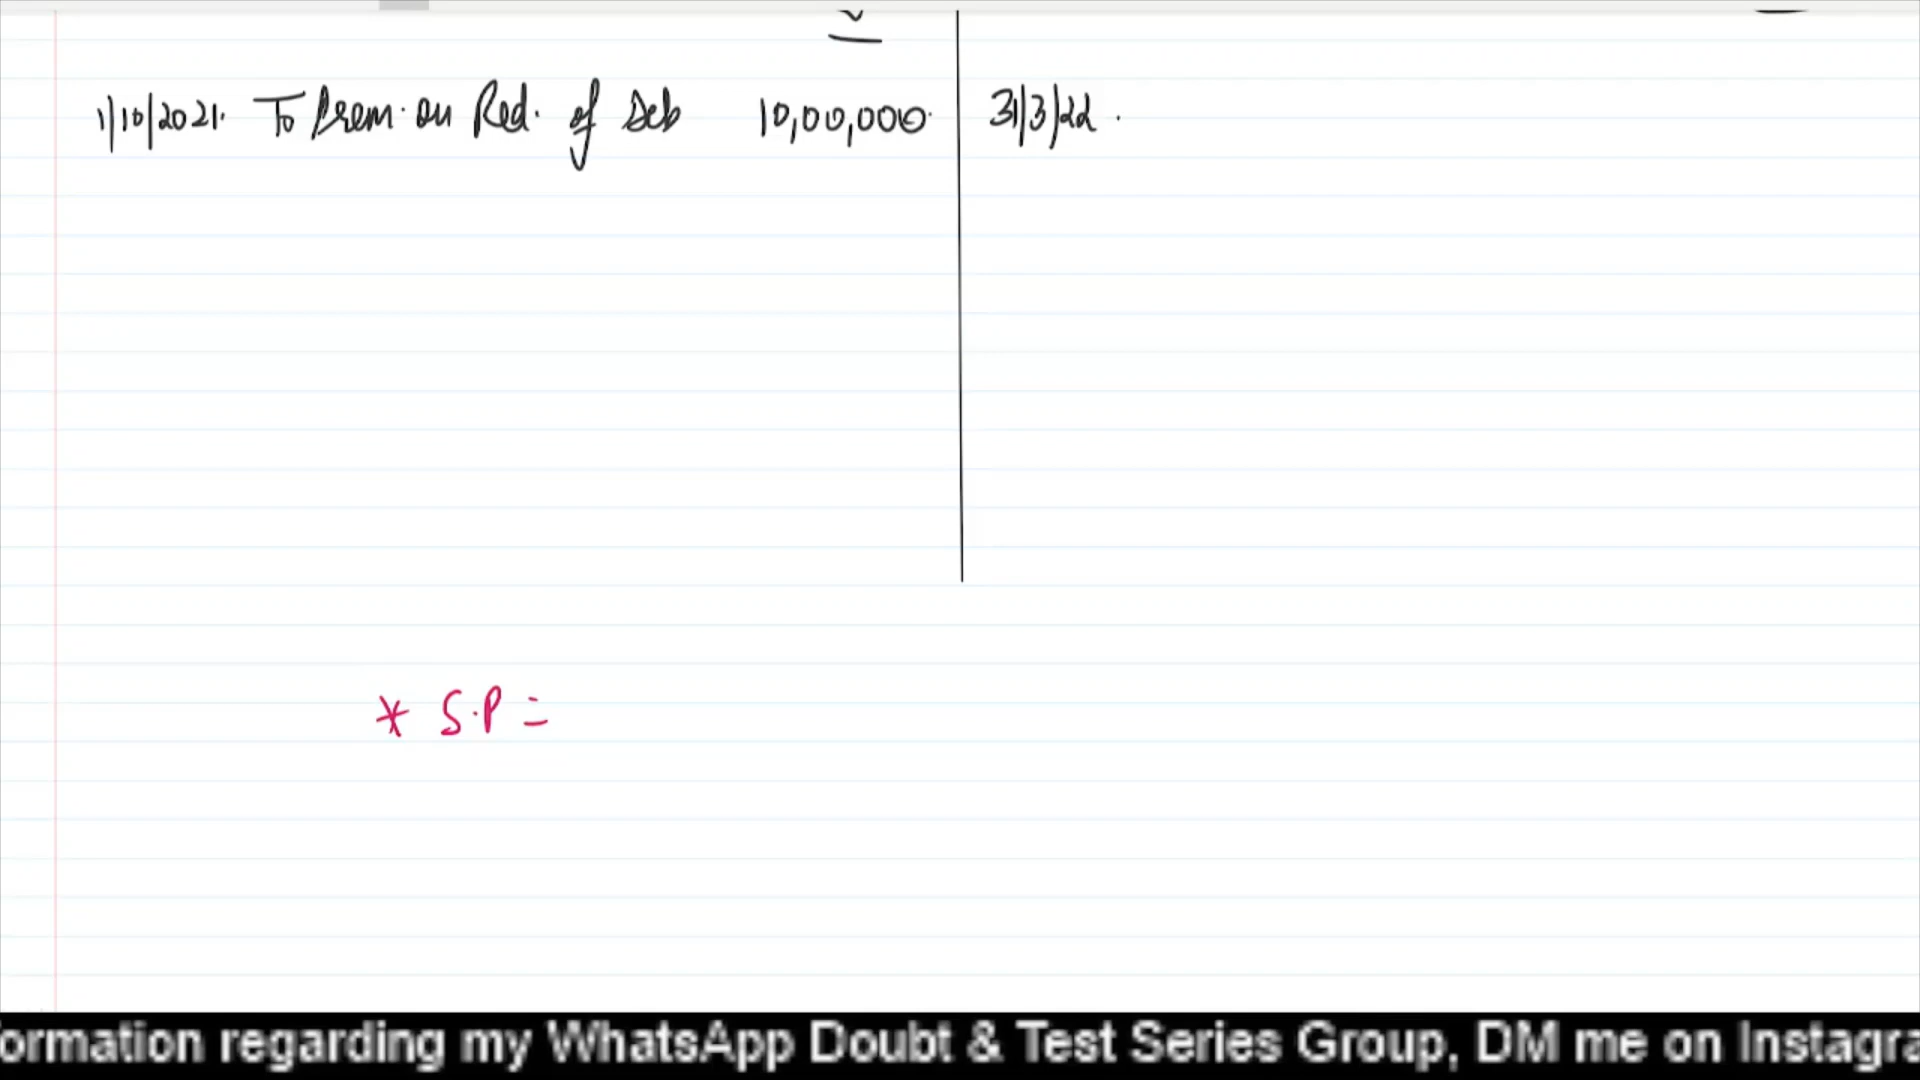 1/10/2021. To Prem. on Red. of Deb 10,00,000.
31/3/22.
* S.P =
ormation regarding my WhatsApp Doubt & Test Series Group, DM me on Instagra